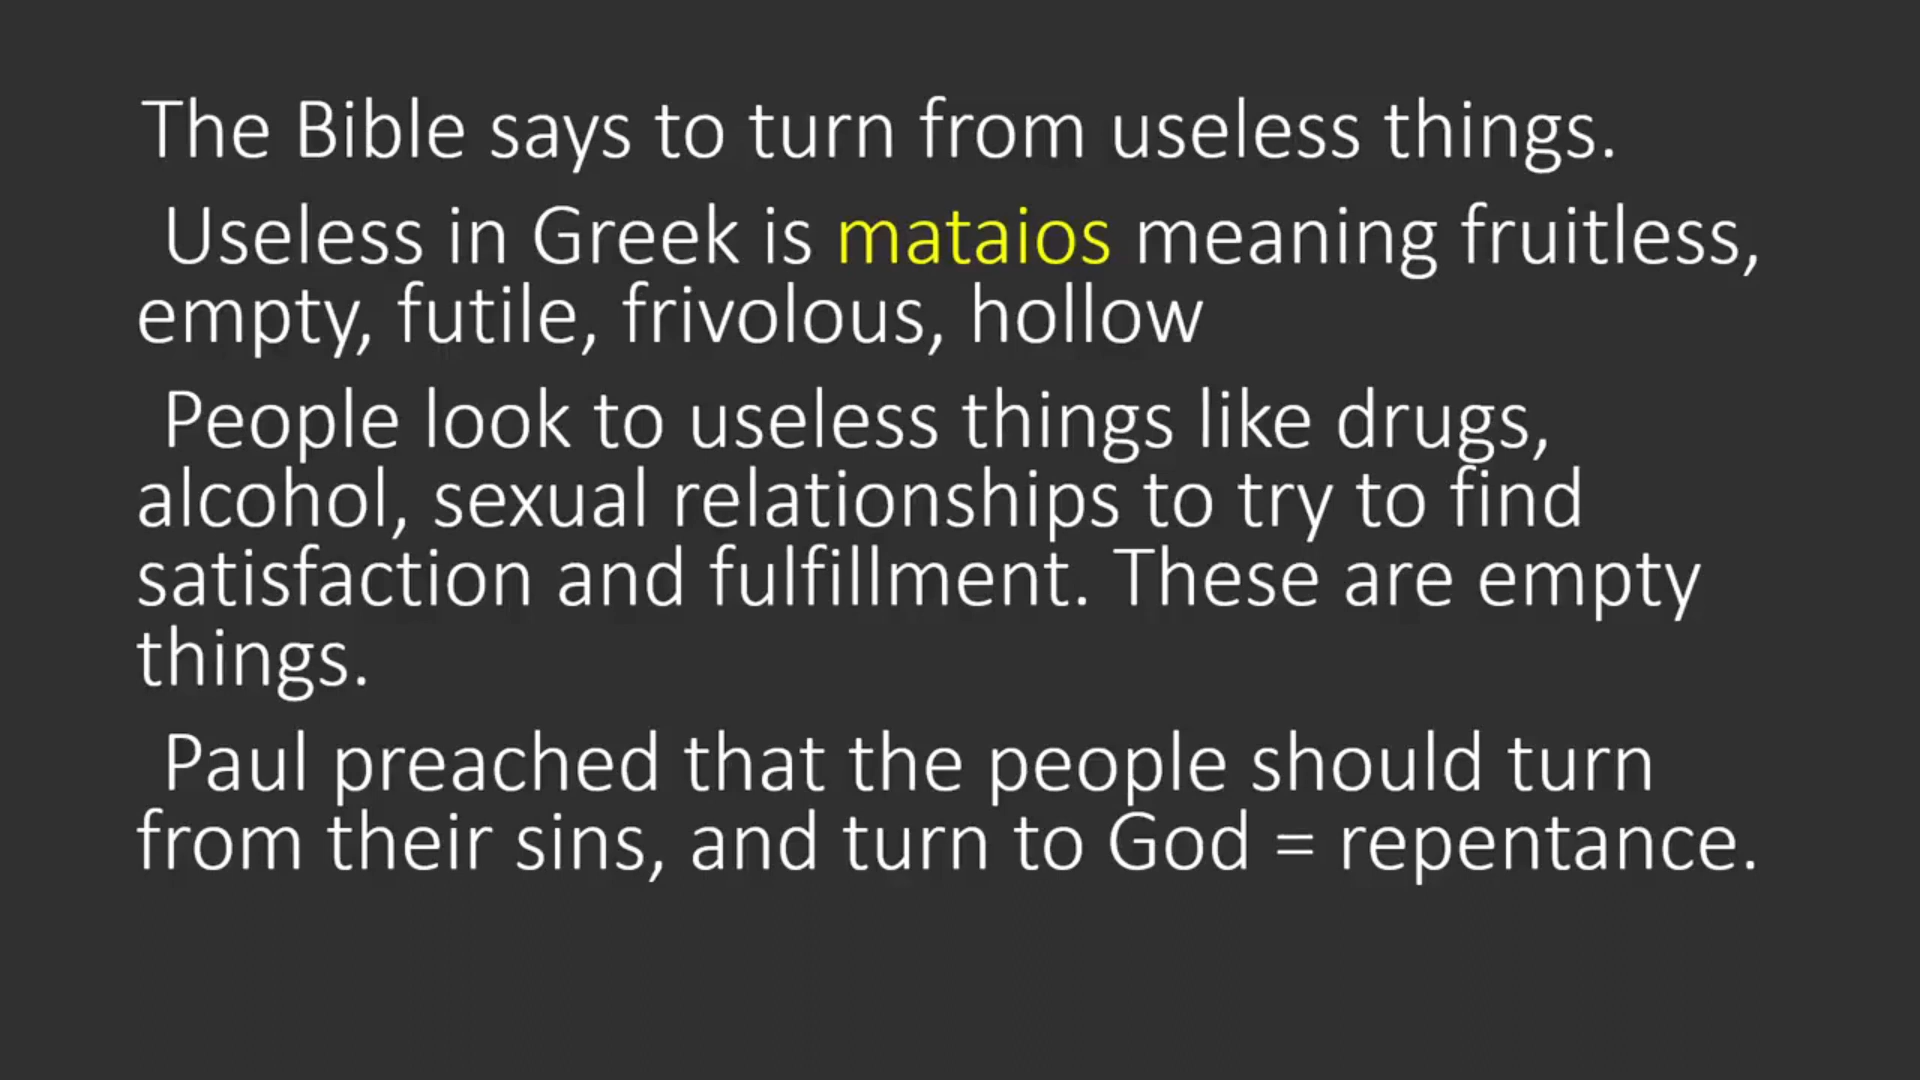 The Bible says to turn from useless things.
Useless in Greek is mataios meaning fruitless,
empty, futile, frivolous, hollow
People look to useless things like drugs,
alcohol, sexual relationships to try to find
satisfaction and fulfillment. These are empty
things.
Paul preached that the people should turn
from their sins, and turn to God = repentance.